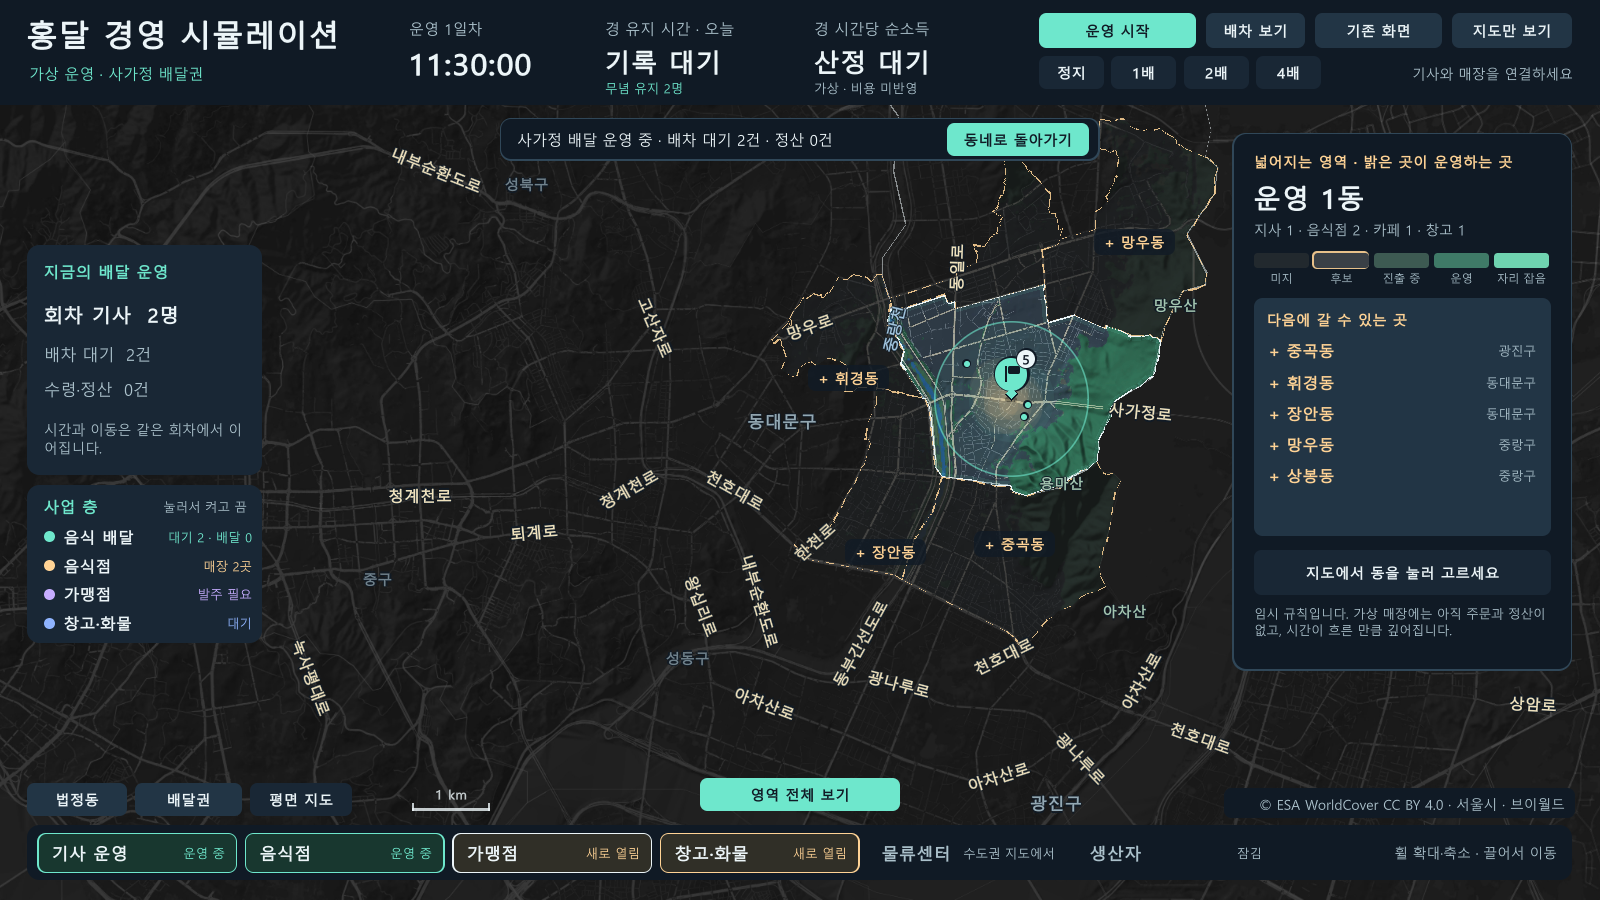 홍달 경영 시뮬레이션
가상 운영 · 사가정 배달권
운영 1일차
11:30:00
경 유지 시간 · 오늘
기록 대기
무념 유지 2명
경 시간당 순소득
산정 대기
가상 · 비용 미반영
운영 시작
배차 보기
기존 화면
지도만 보기
정지
1배
2배
4배
기사와 매장을 연결하세요
사가정 배달 운영 중 · 배차 대기 2건 · 정산 0건
동네로 돌아가기
지금의 배달 운영
회차 기사 2명
배차 대기 2건
수령·정산 0건
시간과 이동은 같은 회차에서 이
어집니다.
사업 층
눌러서 켜고 끔
음식 배달
대기 2 · 배달 0
음식점
매장 2곳
가맹점
발주 필요
창고·화물
대기
넓어지는 영역 · 밝은 곳이 운영하는 곳
운영 1동
지사 1 · 음식점 2 · 카페 1 · 창고 1
미지
후보
진출 중
운영
자리 잡음
다음에 갈 수 있는 곳
+ 중곡동
광진구
+ 휘경동
동대문구
+ 장안동
동대문구
+ 망우동
중랑구
+ 상봉동
중랑구
지도에서 동을 눌러 고르세요
임시 규칙입니다. 가상 매장에는 아직 주문과 정산이
없고, 시간이 흐른 만큼 깊어집니다.
내부순환도로
성북구
동일로
+ 망우동
망우산
고산자로
망우로
중랑천
5
+ 휘경동
동대문구
사가정로
용마산
청계천로
청계천로
천호대로
퇴계로
한천로
+ 장안동
+ 중곡동
중구
왕십리로
내부순환도로
아차산
성동구
동부간선도로
천호대로
광나루로
아차산로
녹사평대로
아차산로
상암로
천호대로
광나루로
아차산로
광진구
법정동
배달권
평면 지도
1 km
영역 전체 보기
© ESA WorldCover CC BY 4.0 · 서울시 · 브이월드
기사 운영
운영 중
음식점
운영 중
가맹점
새로 열림
창고·화물
새로 열림
물류센터
수도권 지도에서
생산자
잠김
휠 확대·축소 · 끌어서 이동